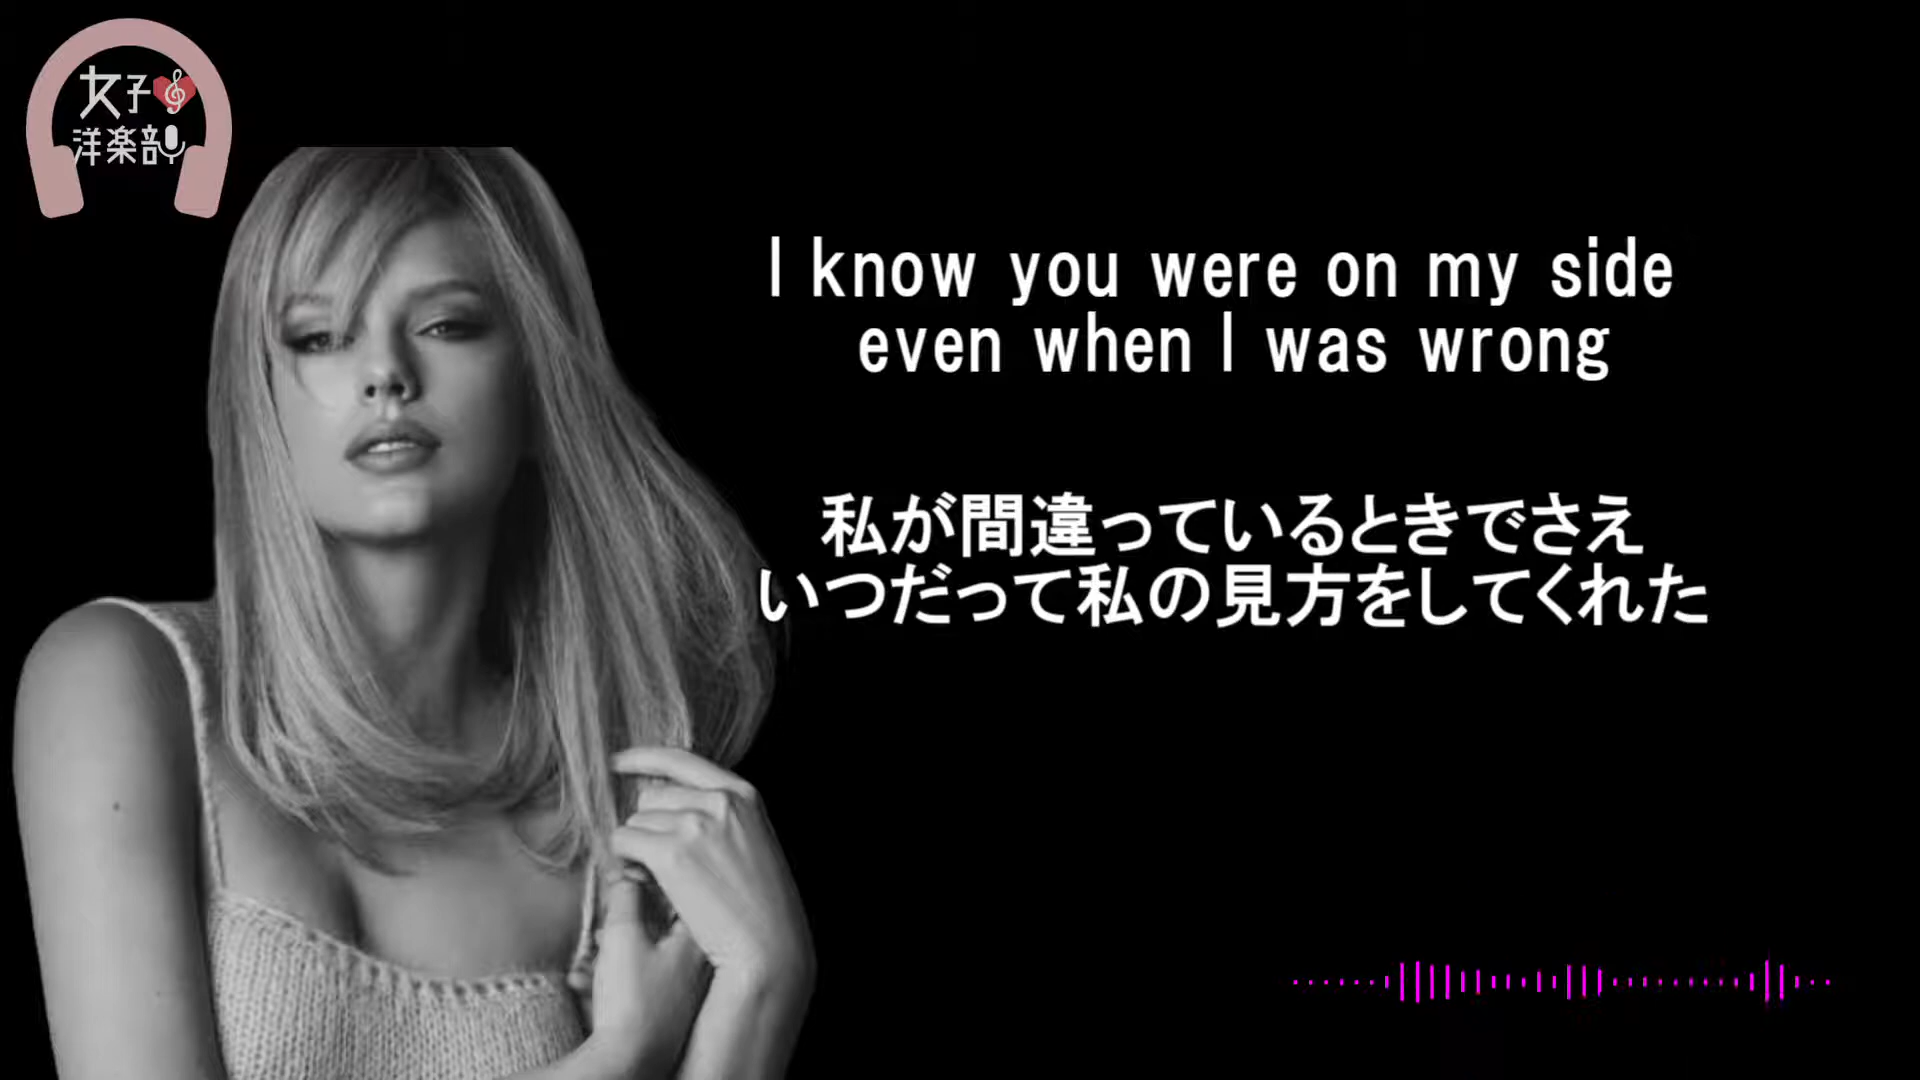 女子
洋楽部
I know you were on my side
even when I was wrong
私が間違っているときでさえ
いつだって私の見方をしてくれた